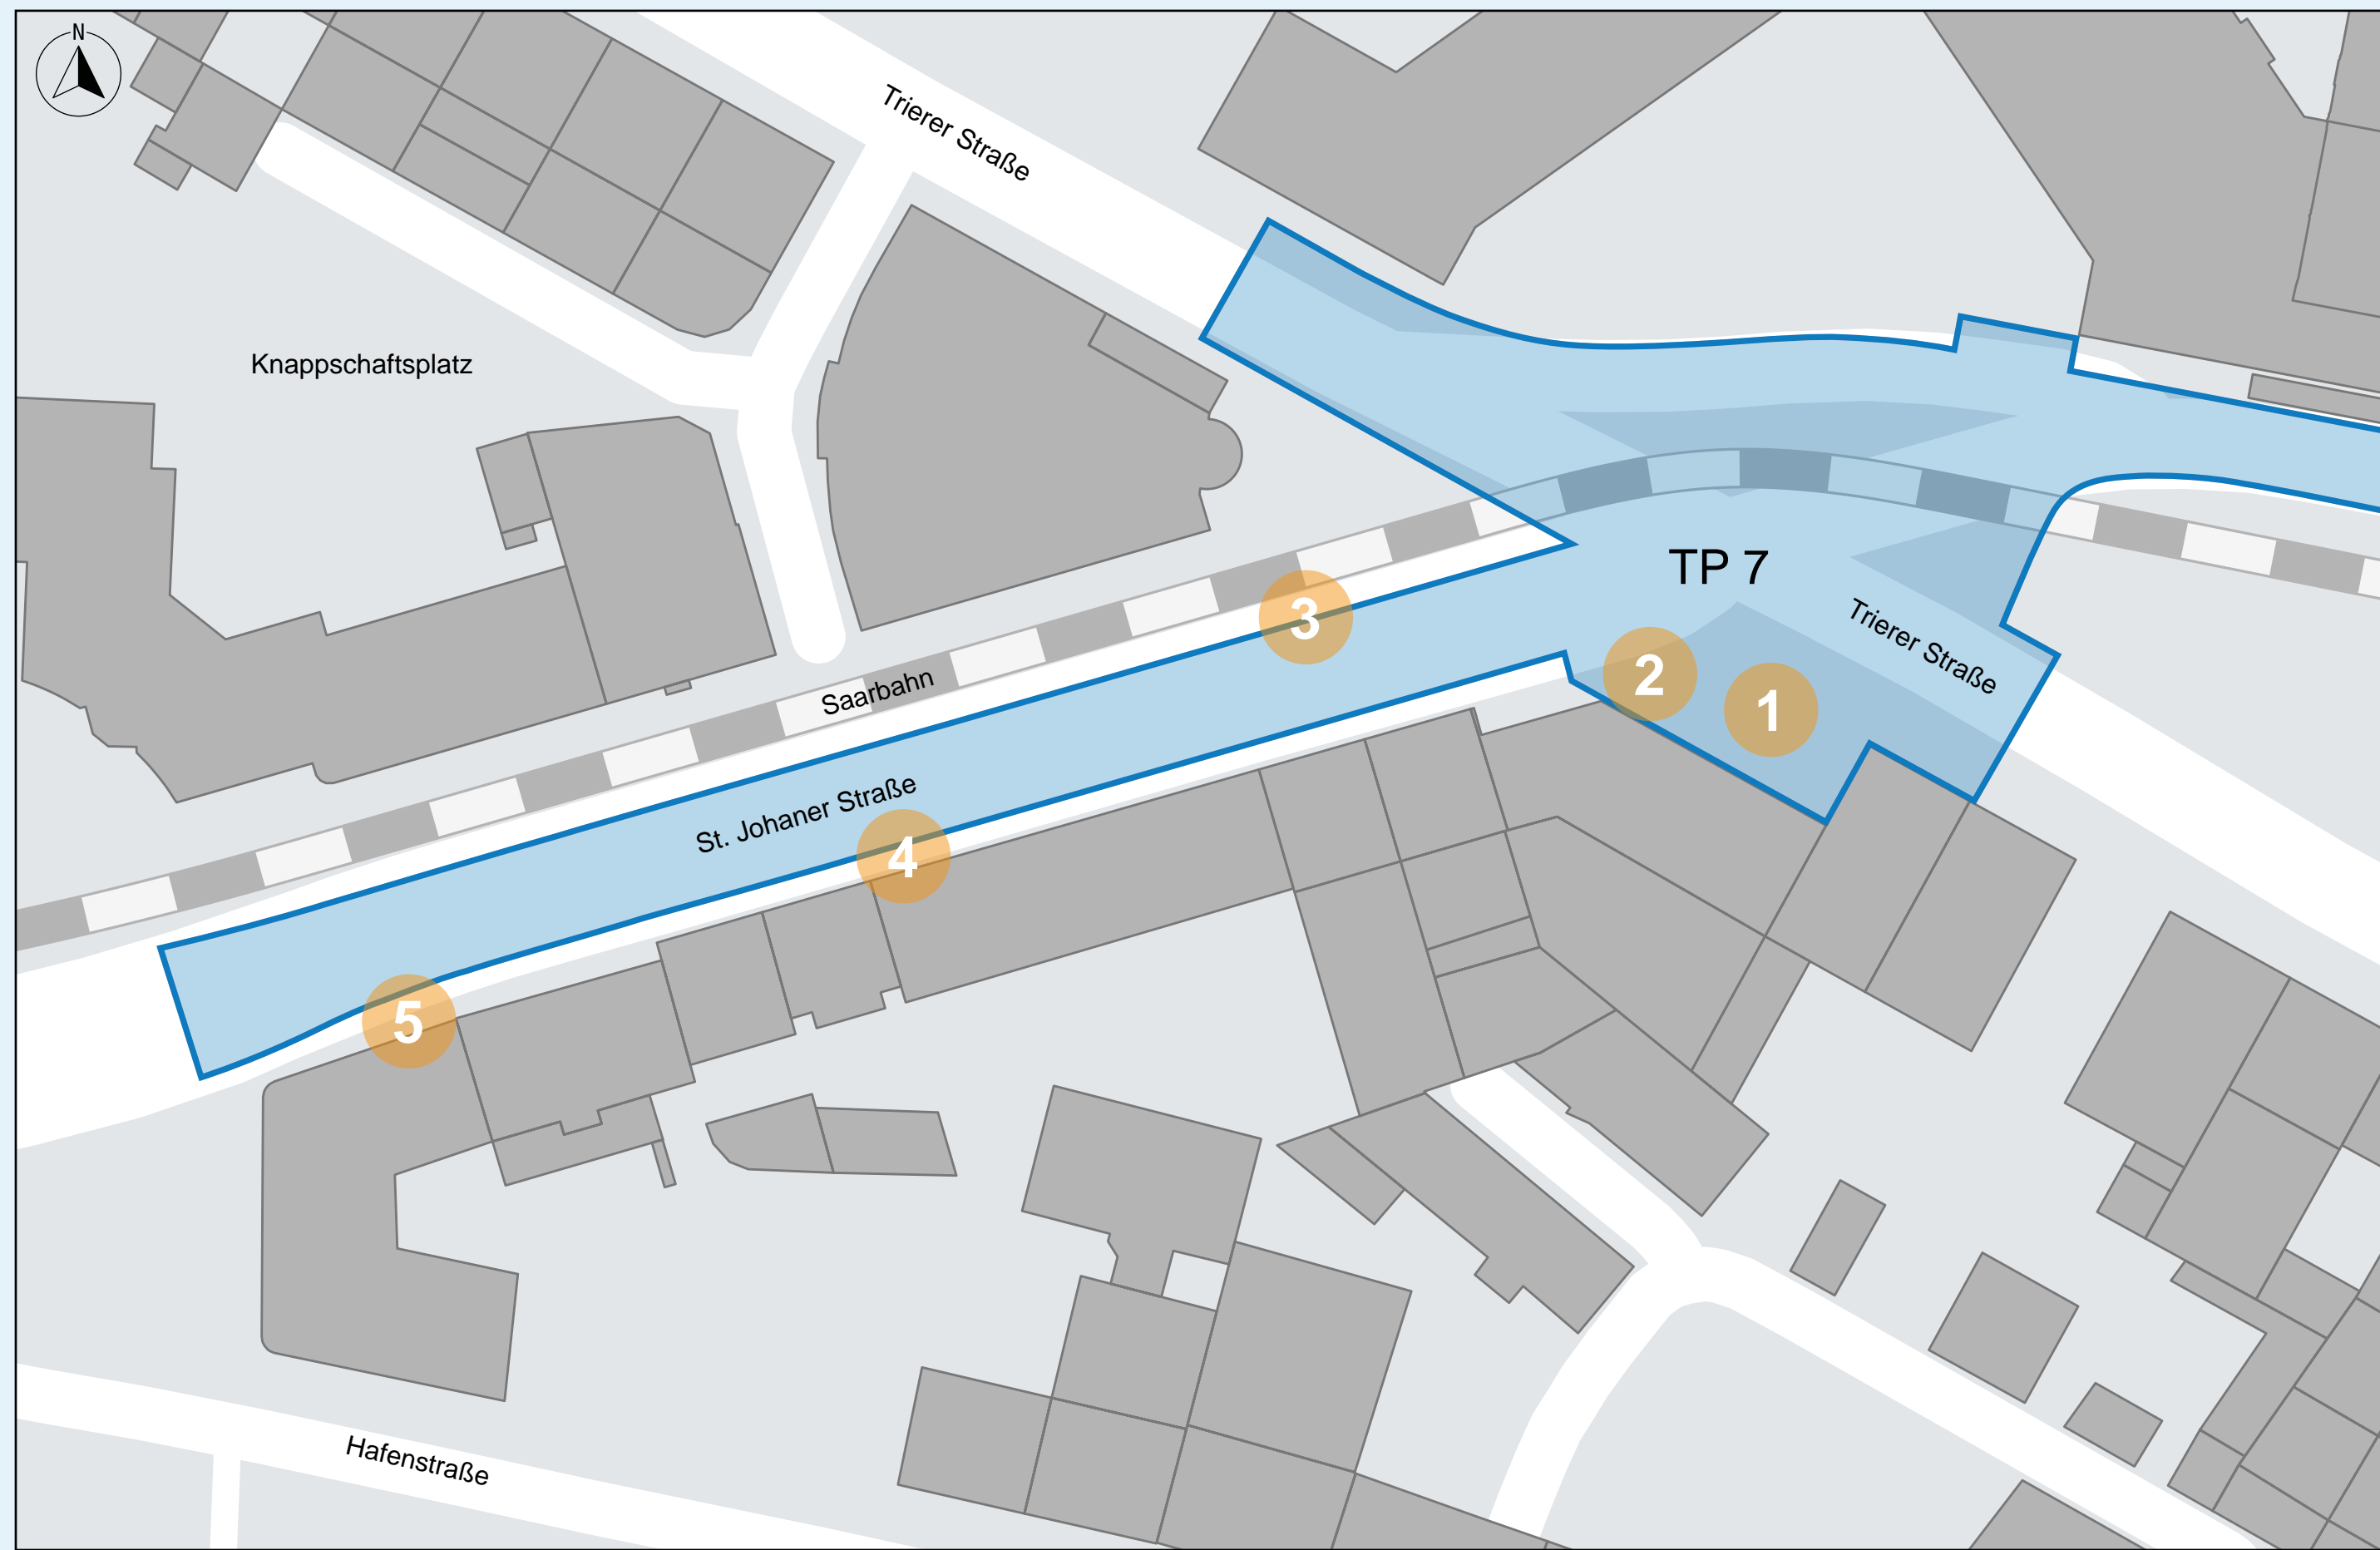 N
Trierer Straße
Knappschaftsplatz
TP 7
3
Trierer Straße
2
1
Saarbahn
St. Johaner Straße
4
5
Hafenstraße